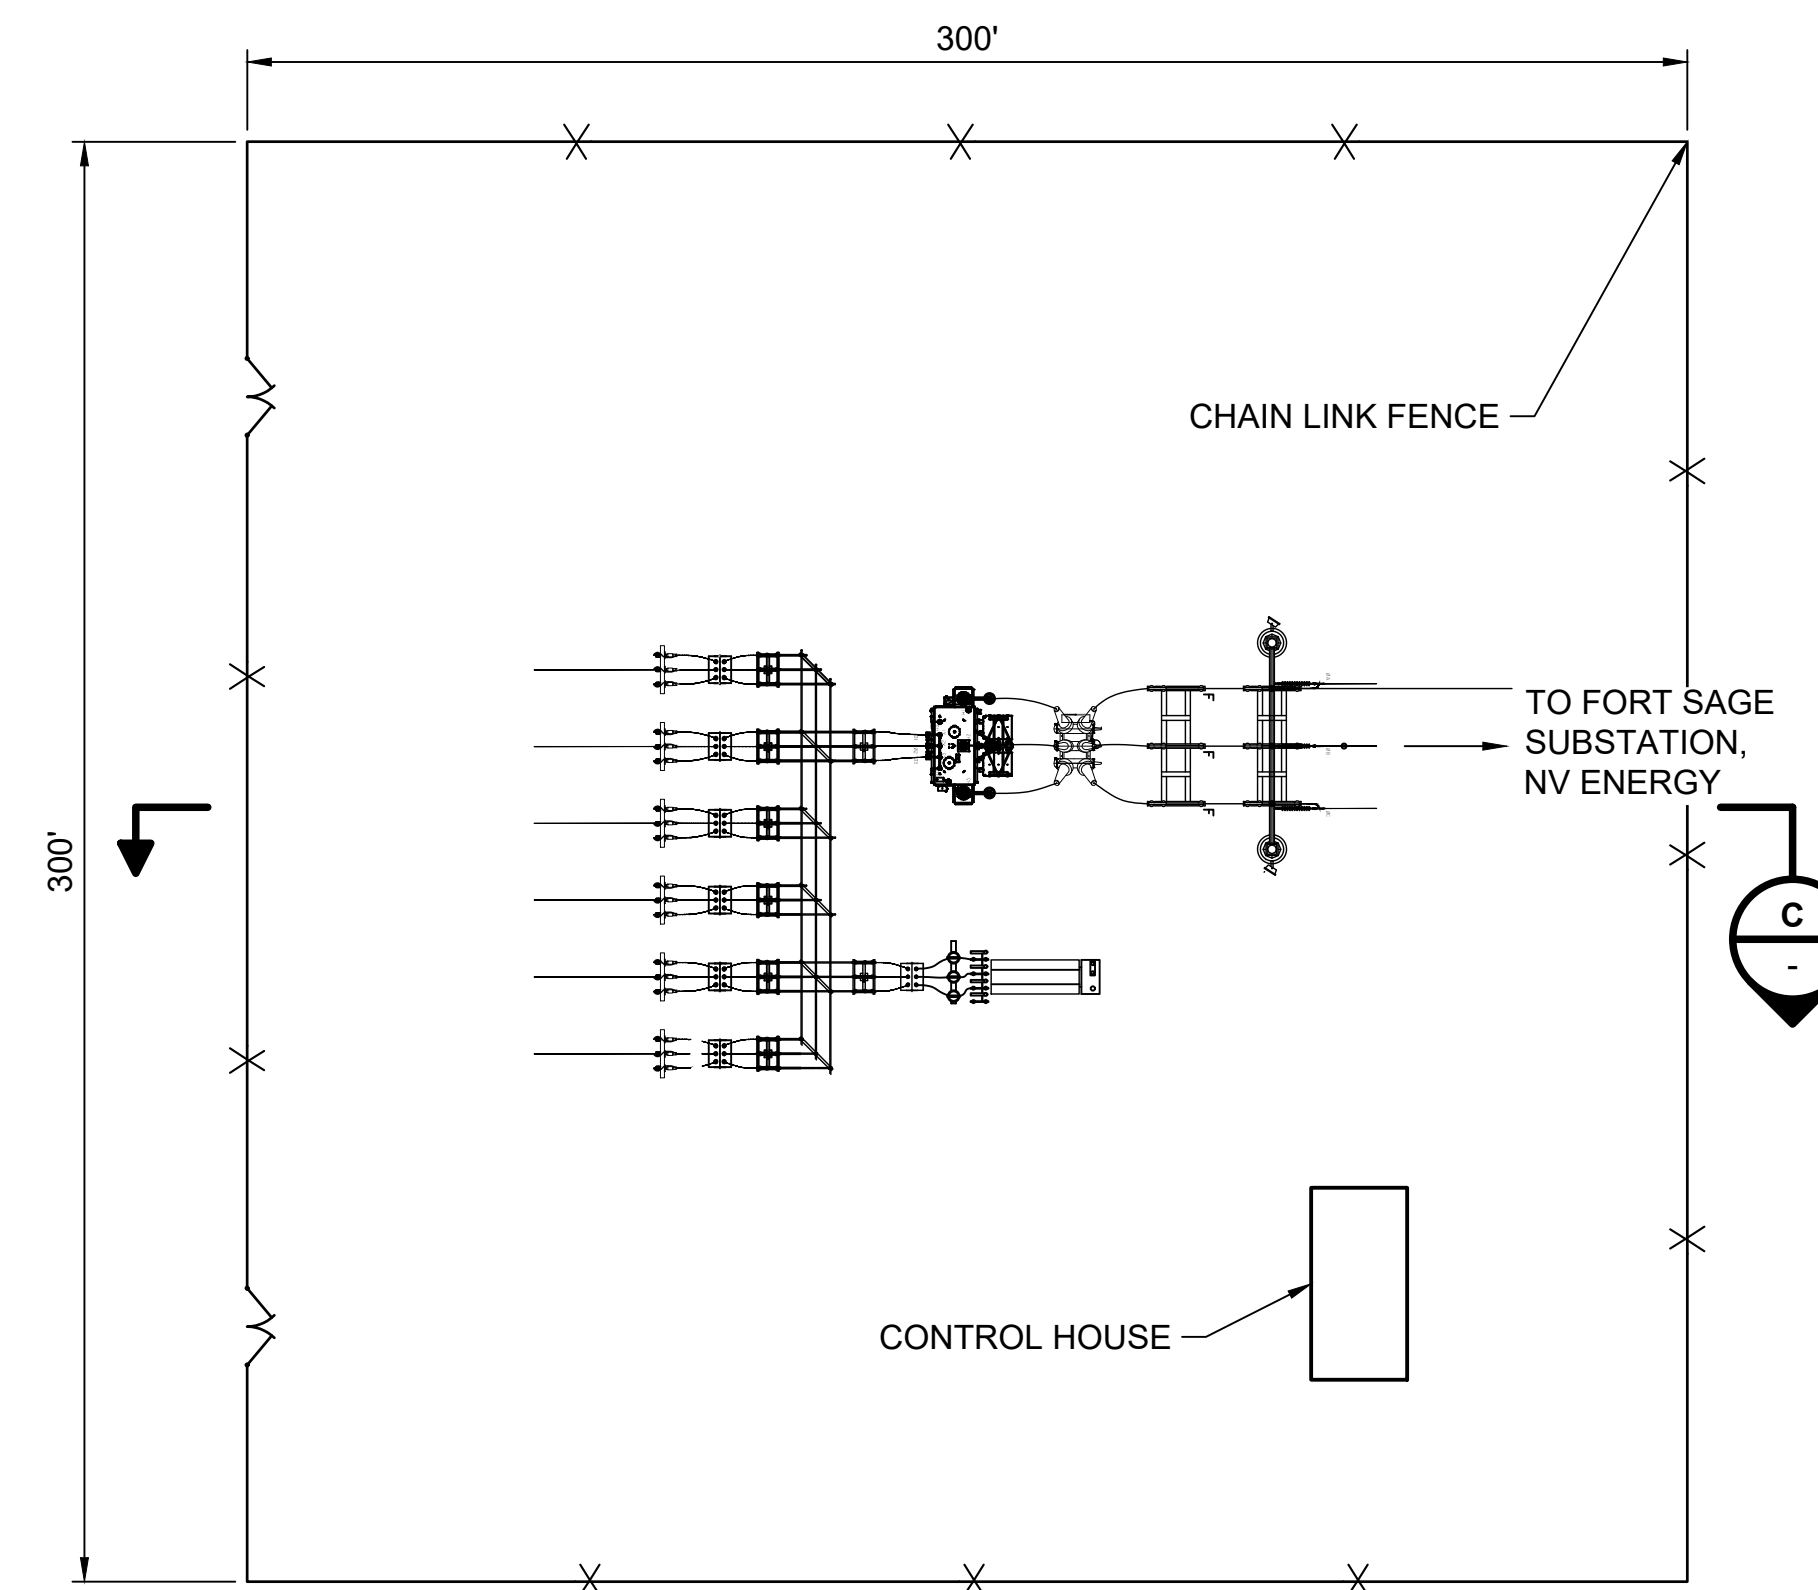 300'
CHAIN LINK FENCE
TO FORT SAGE
SUBSTATION,
NV ENERGY
300'
C
-
CONTROL HOUSE